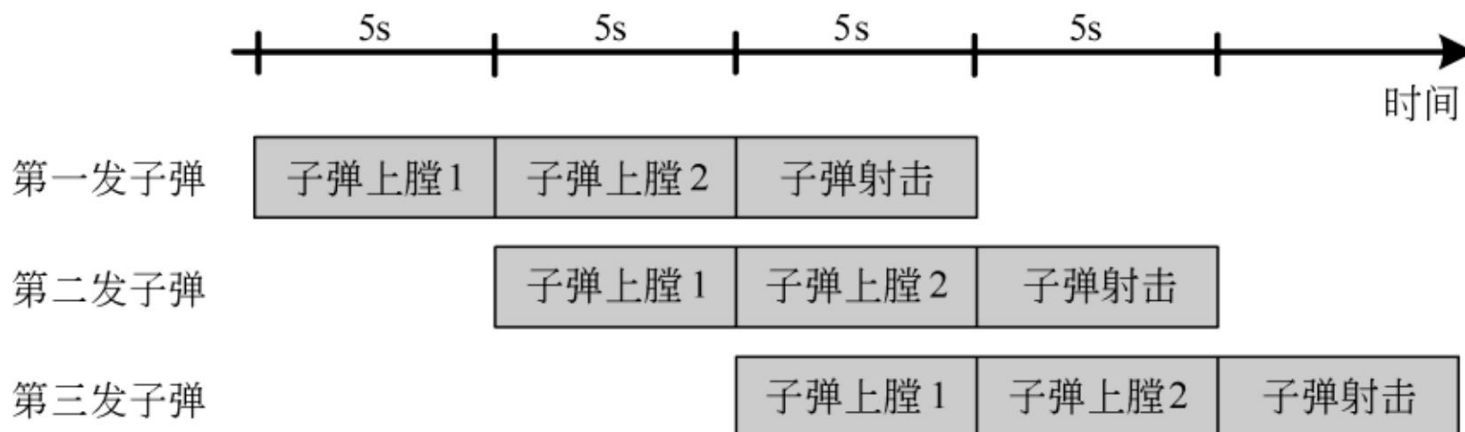 5s 5s 5s 5s
时间
第一发子弹 子弹上膛1 子弹上膛2 子弹射击
第二发子弹 子弹上膛1 子弹上膛2 子弹射击
第三发子弹 子弹上膛1 子弹上膛2 子弹射击